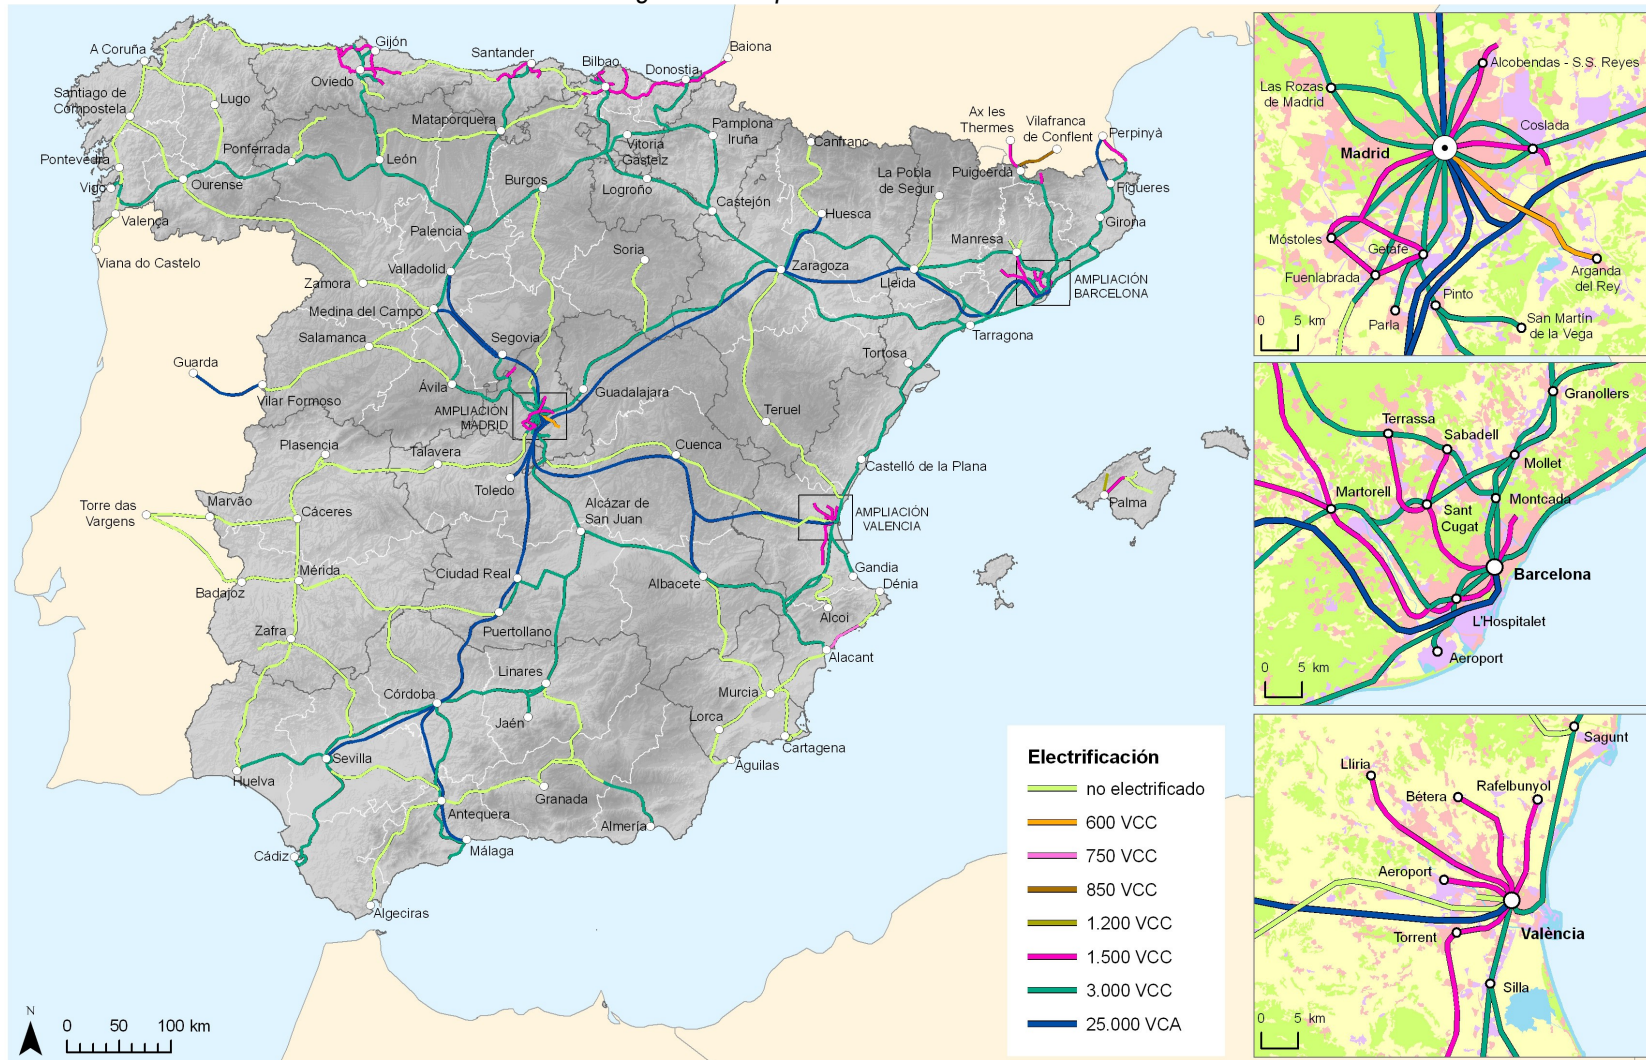 A Coruña
Gijón
Santander
Bilbao
Baiona
Donostia
Oviedo
Santiago de
Compostela
Lugo
Mataporquera
Pamplona
Iruña
Ax les
Thermes
Vilafranca
de Conflent
Perpinyà
Pontevedra
Ponferrada
León
Vitoria
Gasteiz
Canfranc
Vigo
Ourense
Burgos
Logroño
La Pobla
de Segur
Puigcerdà
Figueres
Valença
Castejón
Huesca
Girona
Palencia
Soria
Manresa
Viana do Castelo
Valladolid
Zaragoza
Lleida
AMPLIACIÓN
BARCELONA
Zamora
Medina del Campo
Salamanca
Segovia
Tarragona
Tortosa
Guarda
Vilar Formoso
Ávila
Guadalajara
AMPLIACIÓN
MADRID
Teruel
Plasencia
Talavera
Cuenca
Castelló de la Plana
Toledo
Torre das
Vargens
Marvão
Cáceres
Alcázar de
San Juan
AMPLIACIÓN
VALENCIA
Palma
Mérida
Badajoz
Ciudad Real
Albacete
Gandia
Dénia
Zafra
Puertollano
Alcoi
Alacant
Linares
Córdoba
Murcia
Jaén
Lorca
Cartagena
Sevilla
Huelva
Águilas
Granada
Antequera
Almería
Cádiz
Málaga
Algeciras
N
0 50 100 km
Electrificación
no electrificado
600 VCC
750 VCC
850 VCC
1.200 VCC
1.500 VCC
3.000 VCC
25.000 VCA
Alcobendas - S.S. Reyes
Las Rozas
de Madrid
Coslada
Madrid
Móstoles
Getafe
Fuenlabrada
Arganda
del Rey
Pinto
Parla
San Martín
de la Vega
0 5 km
Granollers
Terrassa
Sabadell
Mollet
Martorell
Sant
Cugat
Montcada
Barcelona
L'Hospitalet
Aeroport
0 5 km
Sagunt
Llíria
Bétera
Rafelbunyol
Aeroport
Torrent
València
Silla
0 5 km